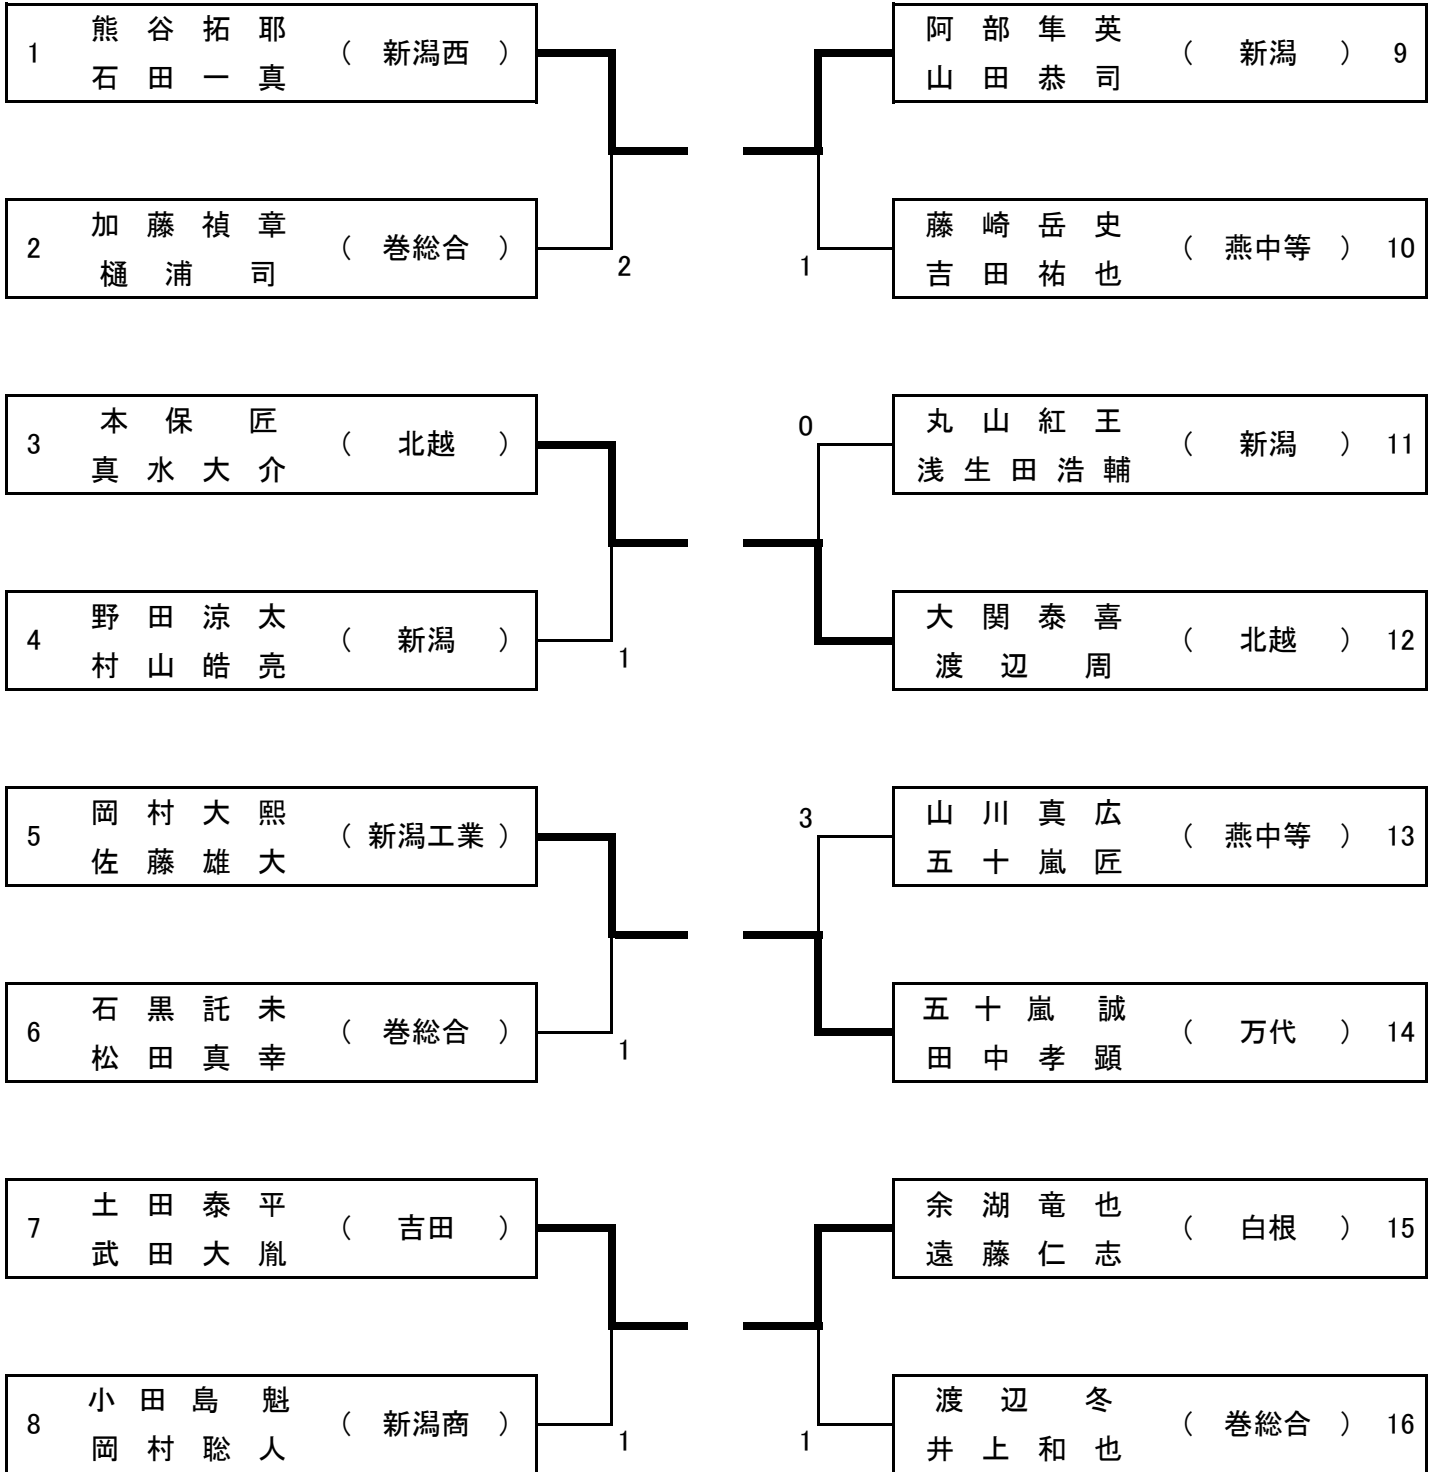 1 熊谷拓耶 石田一真 （ 新潟西 ）
2 加藤禎章 樋浦 司 （ 巻総合 ）
2
3 本保 匠 真水大介 （ 北越 ）
4 野田涼太 村山皓亮 （ 新潟 ）
1
5 岡村大熙 佐藤雄大 （ 新潟工業 ）
6 石黒託未 松田真幸 （ 巻総合 ）
1
7 土田泰平 武田大胤 （ 吉田 ）
8 小田島 魁 岡村聡人 （ 新潟商 ）
1
阿部隼英 山田恭司 （ 新潟 ） 9
1
藤崎岳史 吉田祐也 （ 燕中等 ） 10
0
丸山紅王 浅生田浩輔 （ 新潟 ） 11
大関泰喜 渡辺 周 （ 北越 ） 12
3
山川真広 五十嵐匠 （ 燕中等 ） 13
五十嵐 誠 田中孝顕 （ 万代 ） 14
余湖竜也 遠藤仁志 （ 白根 ） 15
1
渡辺 冬 井上和也 （ 巻総合 ） 16